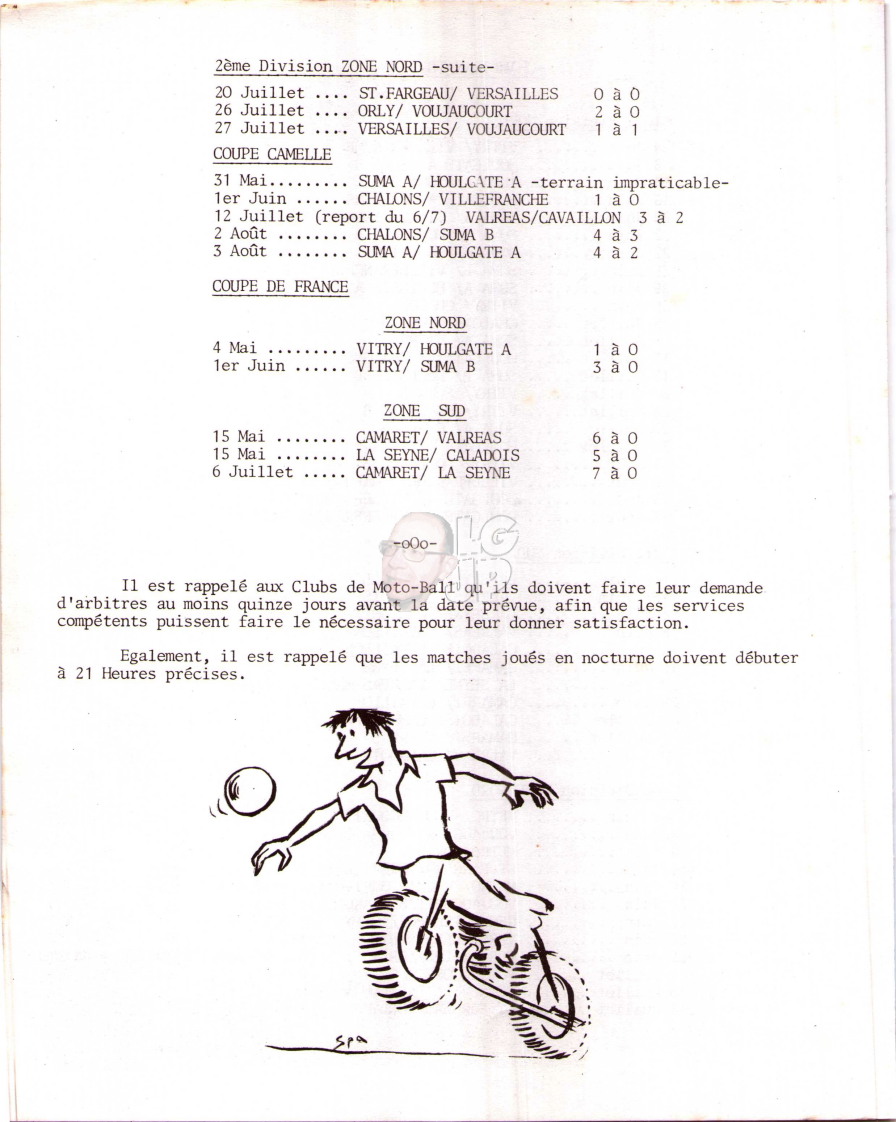 2ème Division ZONE NORD -suite-
20 Juillet .... ST.FARGEAU/ VERSAILLES 0 à 0
26 Juillet .... ORLY/ VOUJAUCOURT 2 à 0
27 Juillet .... VERSAILLES/ VOUJAUCOURT 1 à 1
COUPE CAMELLE
31 Mai......... SUMA A/ HOULGATE A -terrain impraticable-
1er Juin ...... CHALONS/ VILLEFRANCHE 1 à 0
12 Juillet (report du 6/7) VALREAS/CAVAILLON 3 à 2
2 Août ........ CHALONS/ SUMA B 4 à 3
3 Août ........ SUMA A/ HOULGATE A 4 à 2
COUPE DE FRANCE
ZONE NORD
4 Mai ......... VITRY/ HOULGATE A 1 à 0
1er Juin ...... VITRY/ SUMA B 3 à 0
ZONE SUD
15 Mai ........ CAMARET/ VALREAS 6 à 0
15 Mai ........ LA SEYNE/ CALADOIS 5 à 0
6 Juillet ..... CAMARET/ LA SEYNE 7 à 0
-oOo-
LG
JP
Il est rappelé aux Clubs de Moto-Ball qu'ils doivent faire leur demande
d'arbitres au moins quinze jours avant la date prévue, afin que les services
compétents puissent faire le nécessaire pour leur donner satisfaction.
Egalement, il est rappelé que les matches joués en nocturne doivent débuter
à 21 Heures précises.
Spa